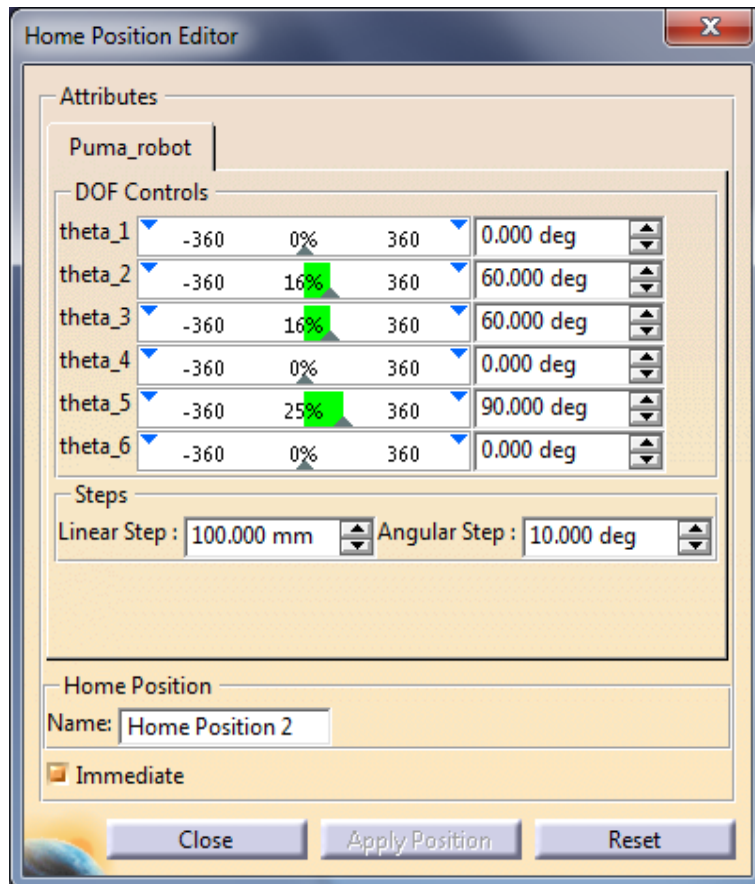 Home Position Editor
Attributes
Puma_robot
DOF Controls
theta_1 -360 0% 360 0.000 deg
theta_2 -360 16% 360 60.000 deg
theta_3 -360 16% 360 60.000 deg
theta_4 -360 0% 360 0.000 deg
theta_5 -360 25% 360 90.000 deg
theta_6 -360 0% 360 0.000 deg
Steps
Linear Step : 100.000 mm Angular Step : 10.000 deg
Home Position
Name: Home Position 2
Immediate
Close Apply Position Reset